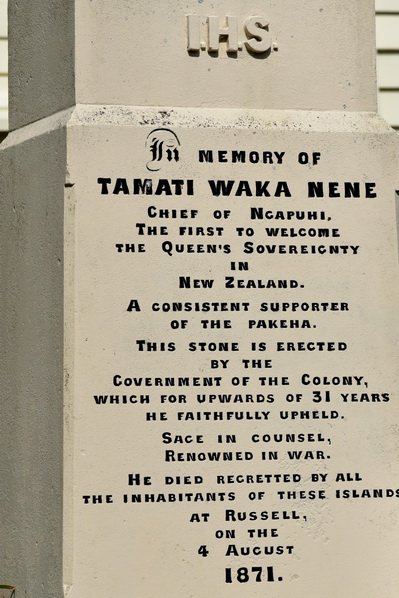 I.H.S.
In MEMORY OF
TAMATI WAKA NENE
CHIEF OF NGAPUHI,
THE FIRST TO WELCOME
THE QUEEN'S SOVEREIGNTY
IN
NEW ZEALAND.
A CONSISTENT SUPPORTER
OF THE PAKEHA.
THIS STONE IS ERECTED
BY THE
GOVERNMENT OF THE COLONY,
WHICH FOR UPWARDS OF 31 YEARS
HE FAITHFULLY UPHELD.
SAGE IN COUNSEL,
RENOWNED IN WAR.
HE DIED REGRETTED BY ALL
THE INHABITANTS OF THESE ISLANDS
AT RUSSELL,
ON THE
4 AUGUST
1871.